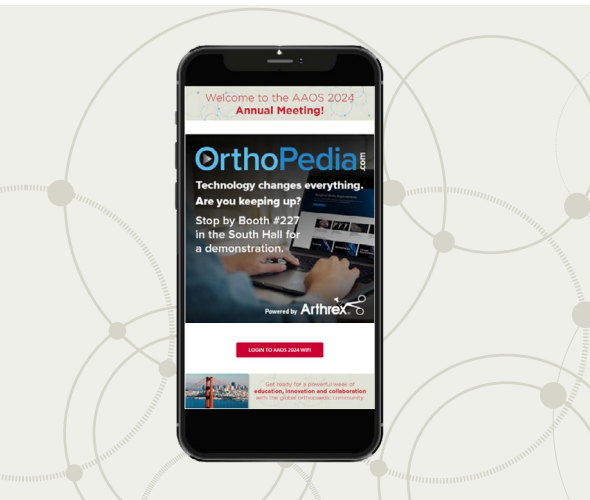 Welcome to the AAOS 2024
Annual Meeting!
OrthoPedia.com
Technology changes everything.
Are you keeping up?
Stop by Booth #227
in the South Hall for
a demonstration.
Powered by Arthrex
LOGIN TO AAOS 2024 WIFI
Get ready for a powerful week of
education, innovation and collaboration
with the global orthopaedic community.